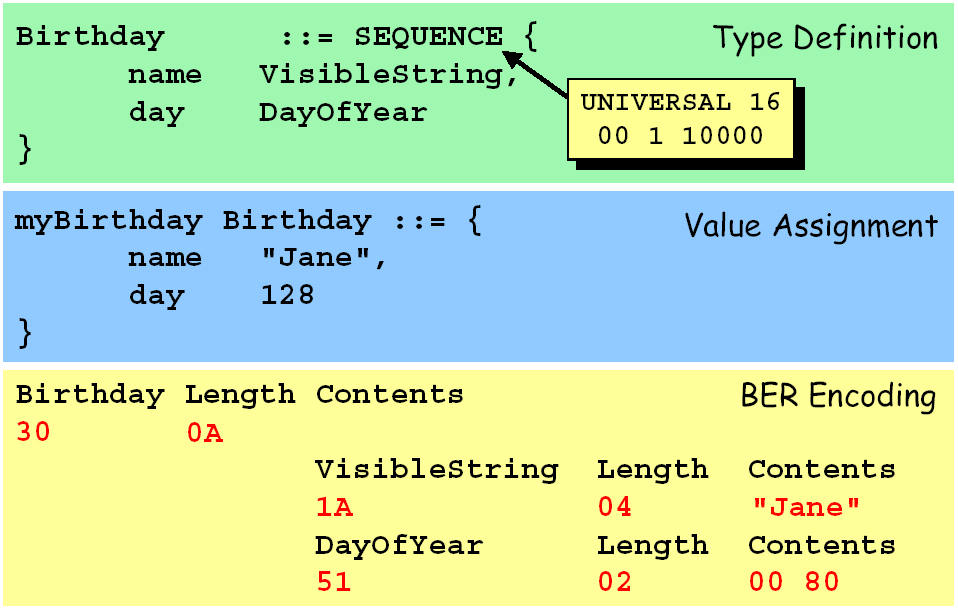 Birthday ::= SEQUENCE { Type Definition
name VisibleString,
day DayOfYear
}
UNIVERSAL 16
00 1 10000
myBirthday Birthday ::= { Value Assignment
name "Jane",
day 128
}
Birthday Length Contents BER Encoding
30 0A
VisibleString Length Contents
1A 04 "Jane"
DayOfYear Length Contents
51 02 00 80